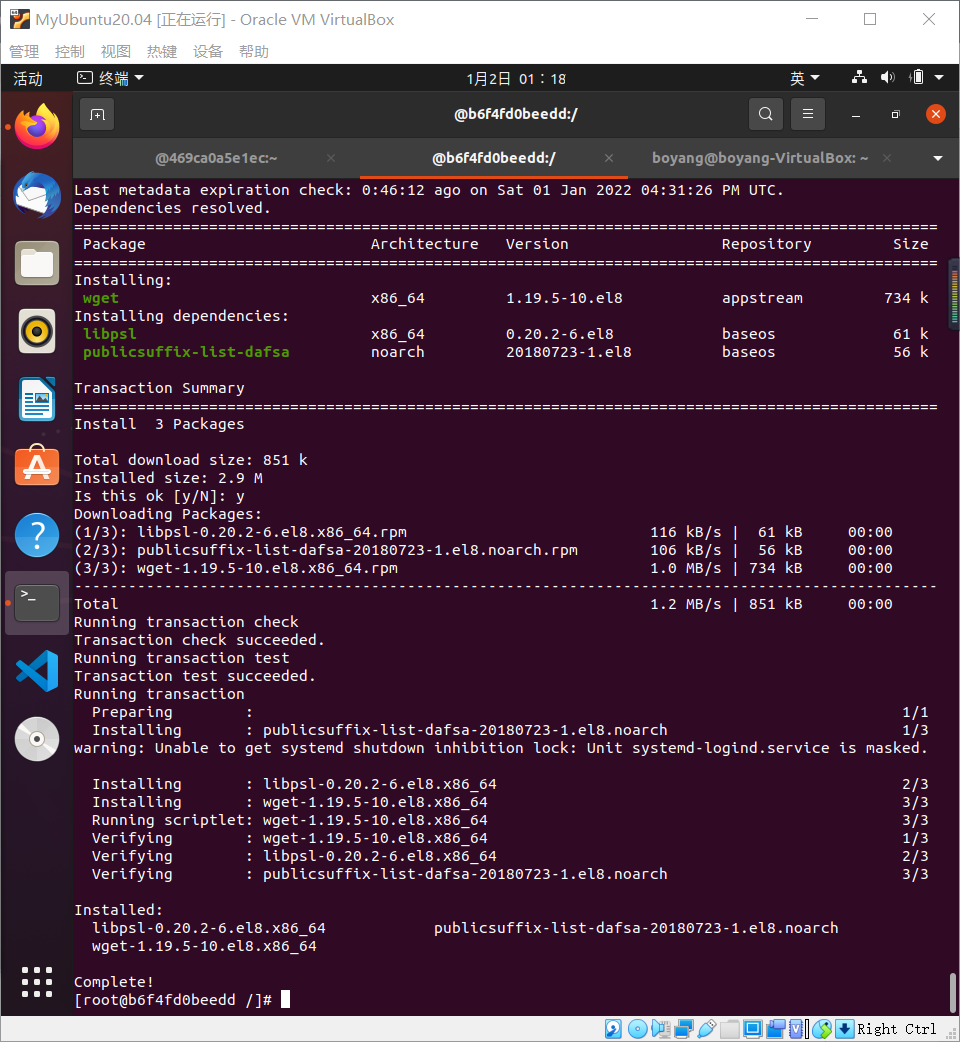 MyUbuntu20.04 [正在运行] - Oracle VM VirtualBox
管理 控制 视图 热键 设备 帮助
活动 终端 1月2日 01：18 英
@b6f4fd0beedd:/
@469ca0a5e1ec:~ @b6f4fd0beedd:/ boyang@boyang-VirtualBox: ~
Last metadata expiration check: 0:46:12 ago on Sat 01 Jan 2022 04:31:26 PM UTC.
Dependencies resolved.
================================================================================================
Package Architecture Version Repository Size
================================================================================================
Installing:
wget x86_64 1.19.5-10.el8 appstream 734 k
Installing dependencies:
libpsl x86_64 0.20.2-6.el8 baseos 61 k
publicsuffix-list-dafsa noarch 20180723-1.el8 baseos 56 k
Transaction Summary
================================================================================================
Install  3 Packages
Total download size: 851 k
Installed size: 2.9 M
Is this ok [y/N]: y
Downloading Packages:
(1/3): libpsl-0.20.2-6.el8.x86_64.rpm 116 kB/s |  61 kB 00:00
(2/3): publicsuffix-list-dafsa-20180723-1.el8.noarch.rpm 106 kB/s |  56 kB 00:00
(3/3): wget-1.19.5-10.el8.x86_64.rpm 1.0 MB/s | 734 kB 00:00
------------------------------------------------------------------------------------------------
Total 1.2 MB/s | 851 kB 00:00
Running transaction check
Transaction check succeeded.
Running transaction test
Transaction test succeeded.
Running transaction
Preparing : 1/1
Installing : publicsuffix-list-dafsa-20180723-1.el8.noarch 1/3
warning: Unable to get systemd shutdown inhibition lock: Unit systemd-logind.service is masked.
Installing : libpsl-0.20.2-6.el8.x86_64 2/3
Installing : wget-1.19.5-10.el8.x86_64 3/3
Running scriptlet: wget-1.19.5-10.el8.x86_64 3/3
Verifying : wget-1.19.5-10.el8.x86_64 1/3
Verifying : libpsl-0.20.2-6.el8.x86_64 2/3
Verifying : publicsuffix-list-dafsa-20180723-1.el8.noarch 3/3
Installed:
libpsl-0.20.2-6.el8.x86_64 publicsuffix-list-dafsa-20180723-1.el8.noarch
wget-1.19.5-10.el8.x86_64
Complete!
[root@b6f4fd0beedd /]#
Right Ctrl